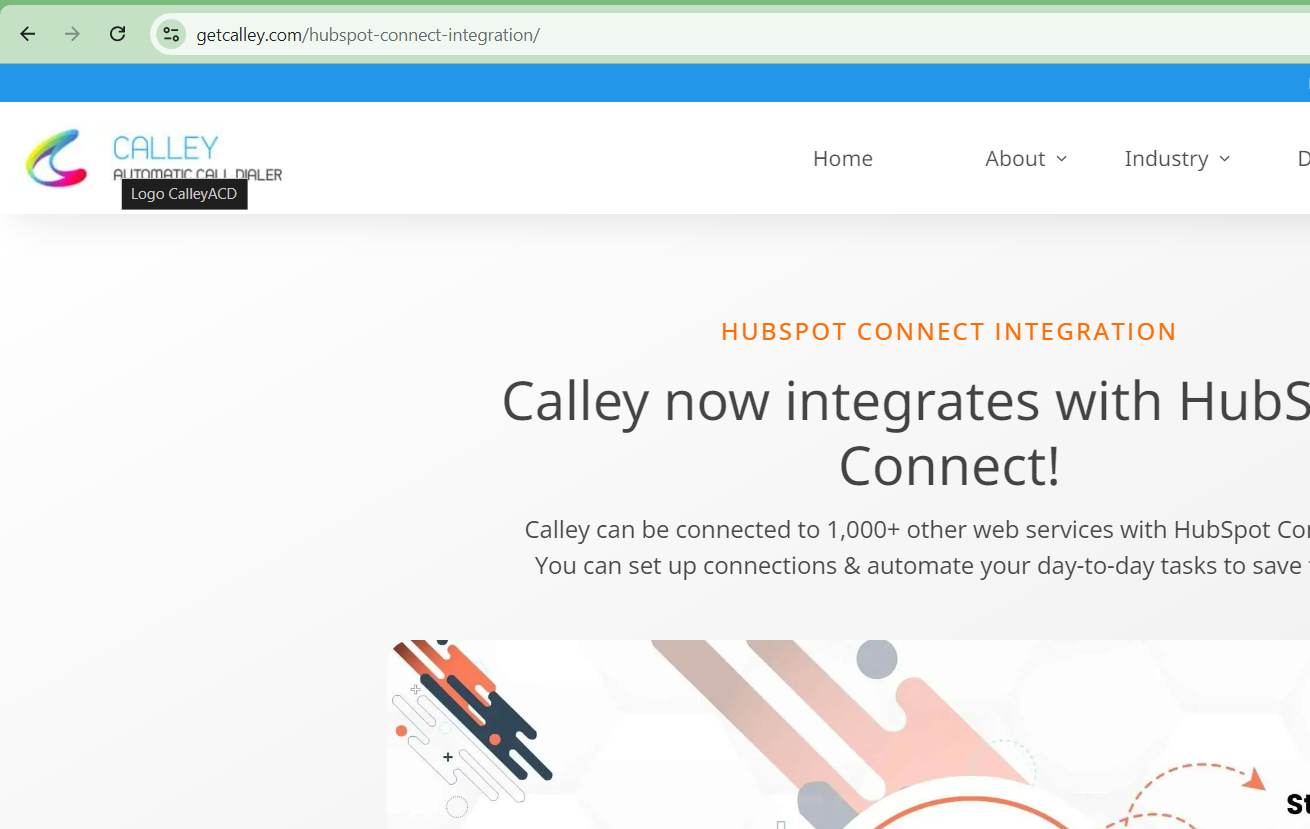 getcalley.com/hubspot-connect-integration/
CALLEY
AUTOMATIC CALL DIALER
Logo CalleyACD
Home
About
Industry
D
HUBSPOT CONNECT INTEGRATION
Calley now integrates with HubS
Connect!
Calley can be connected to 1,000+ other web services with HubSpot Co
You can set up connections & automate your day-to-day tasks to save
St